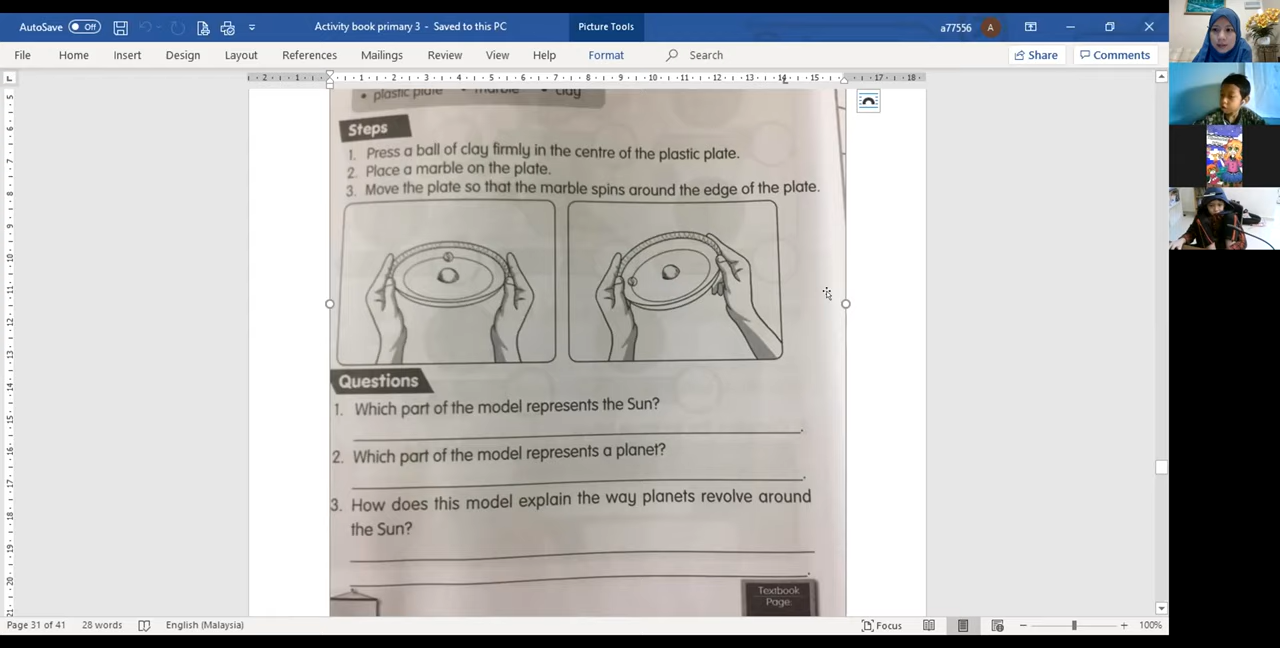 AutoSave Off Activity book primary 3 - Saved to this PC Picture Tools a77556 A
File Home Insert Design Layout References Mailings Review View Help Format Search Share Comments
• plastic plate • marble • clay
Steps
1. Press a ball of clay firmly in the centre of the plastic plate.
2. Place a marble on the plate.
3. Move the plate so that the marble spins around the edge of the plate.
Questions
1. Which part of the model represents the Sun?
2. Which part of the model represents a planet?
3. How does this model explain the way planets revolve around
the Sun?
Textbook
Page:
Page 31 of 41 28 words English (Malaysia) Focus 100%